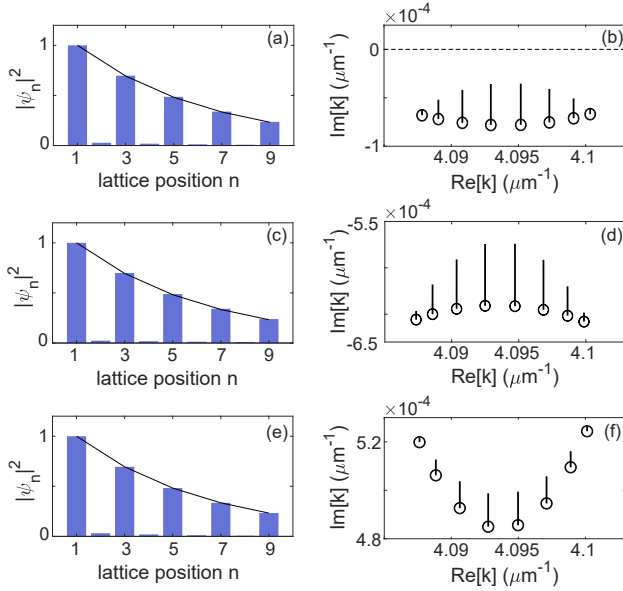 (a)
|ψn|²
1
0
1 3 5 7 9
lattice position n
×10⁻⁴
(b)
Im[k] (μm⁻¹)
0
-1
4.09 4.095 4.1
Re[k] (μm⁻¹)
(c)
|ψn|²
1
0
1 3 5 7 9
lattice position n
×10⁻⁴
(d)
Im[k] (μm⁻¹)
-5.5
-6.5
4.09 4.095 4.1
Re[k] (μm⁻¹)
(e)
|ψn|²
1
0
1 3 5 7 9
lattice position n
×10⁻⁴
(f)
Im[k] (μm⁻¹)
5.2
4.8
4.09 4.095 4.1
Re[k] (μm⁻¹)